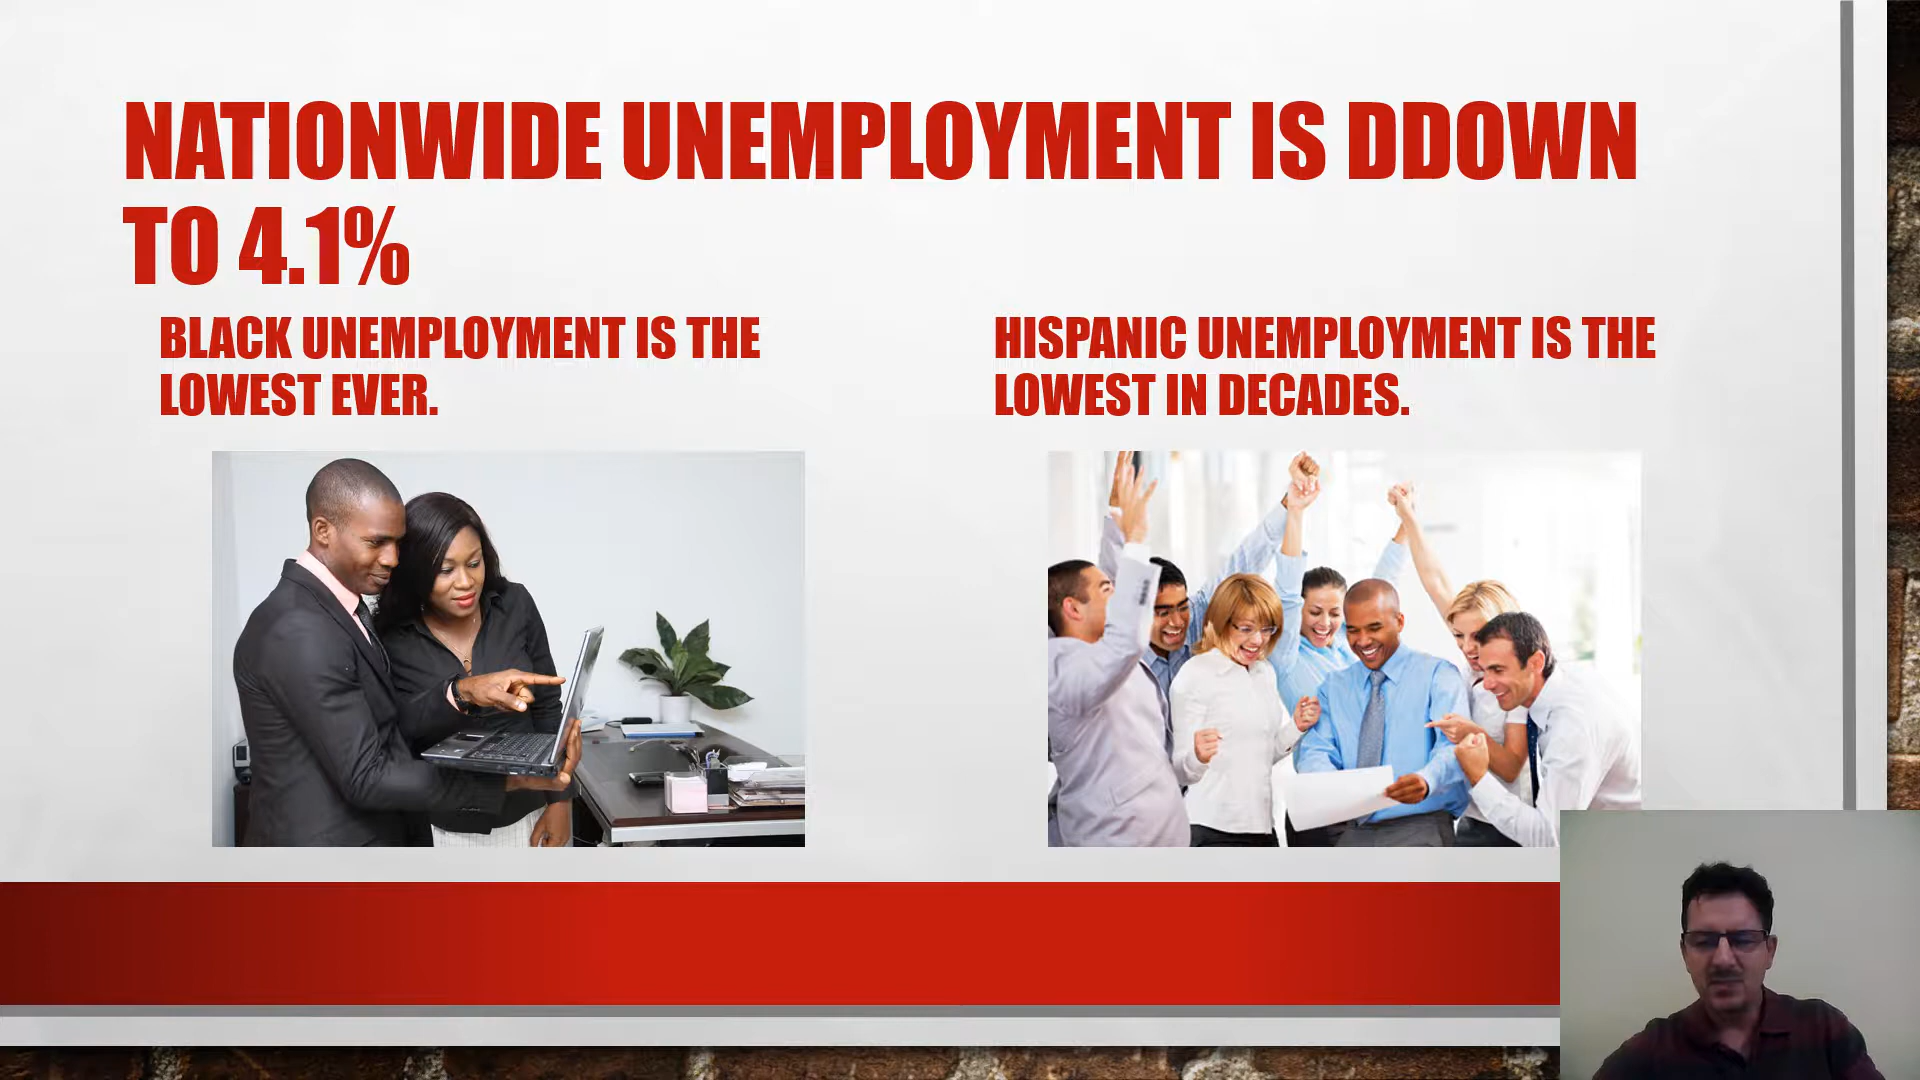 NATIONWIDE UNEMPLOYMENT IS DDOWN
TO 4.1%
BLACK UNEMPLOYMENT IS THE
LOWEST EVER.
HISPANIC UNEMPLOYMENT IS THE
LOWEST IN DECADES.